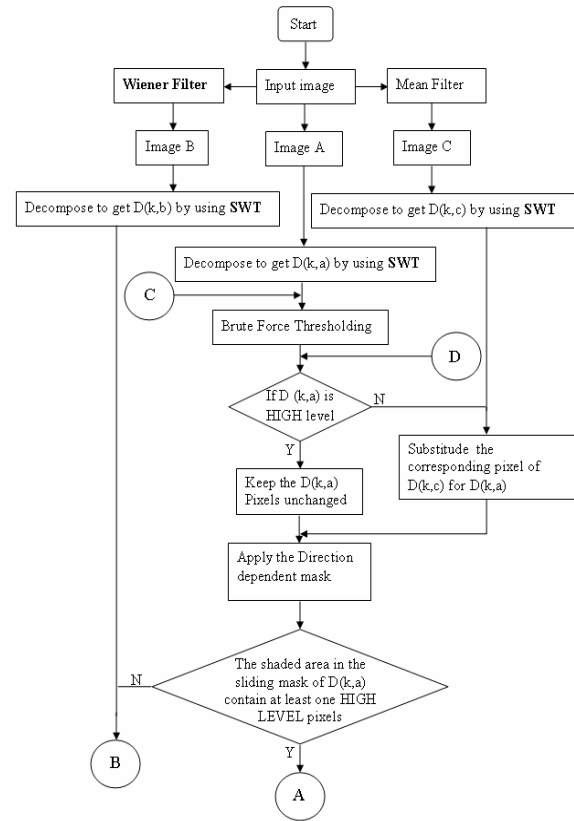 Start
Wiener Filter
Input image
Mean Filter
Image B
Image A
Image C
Decompose to get D(k,b) by using SWT
Decompose to get D(k,c) by using SWT
Decompose to get D(k,a) by using SWT
C
Brute Force Thresholding
D
If D (k,a) is
HIGH level
N
Y
Substitude the
corresponding pixel of
D(k,c) for D(k,a)
Keep the D(k,a)
Pixels unchanged
Apply the Direction
dependent mask
The shaded area in the
sliding mask of D(k,a)
contain at least one HIGH
LEVEL pixels
N
Y
B
A